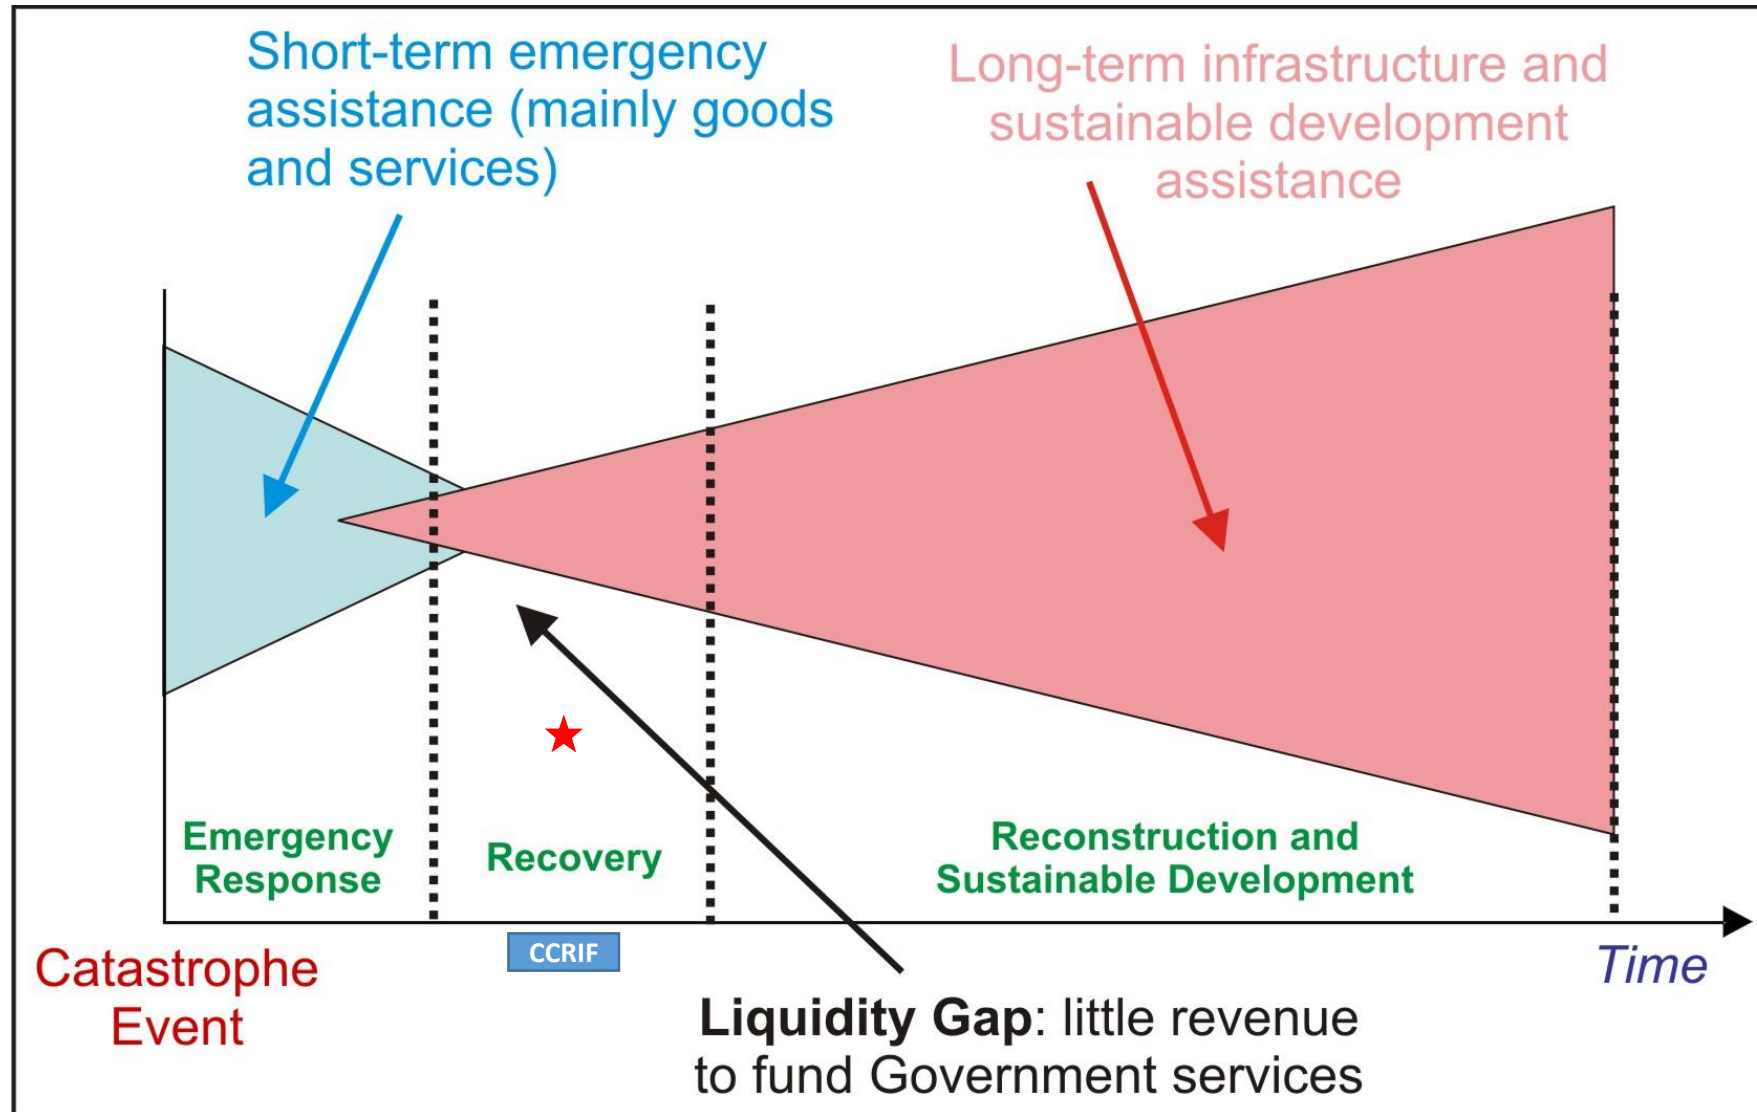 Short-term emergency
assistance (mainly goods
and services)
Long-term infrastructure and
sustainable development
assistance
Emergency
Response
Recovery
Reconstruction and
Sustainable Development
Catastrophe
Event
CCRIF
Time
Liquidity Gap: little revenue
to fund Government services